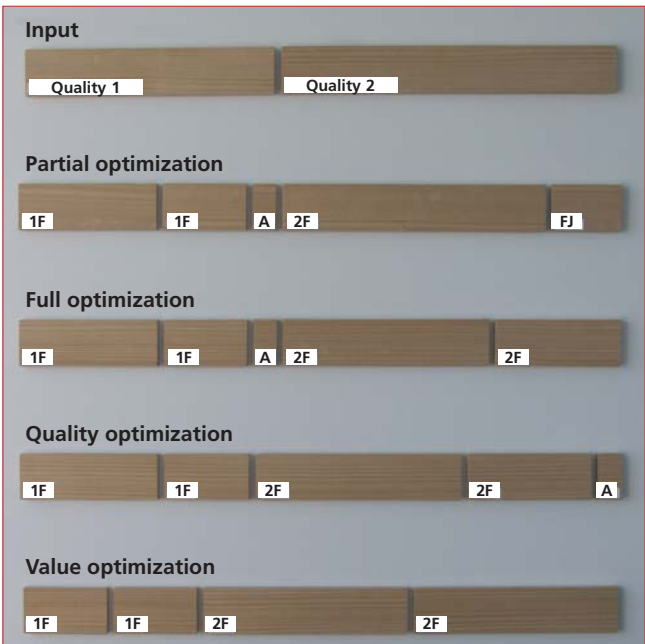 Input
Quality 1 Quality 2
Partial optimization
1F 1F A 2F FJ
Full optimization
1F 1F A 2F 2F
Quality optimization
1F 1F 2F 2F A
Value optimization
1F 1F 2F 2F